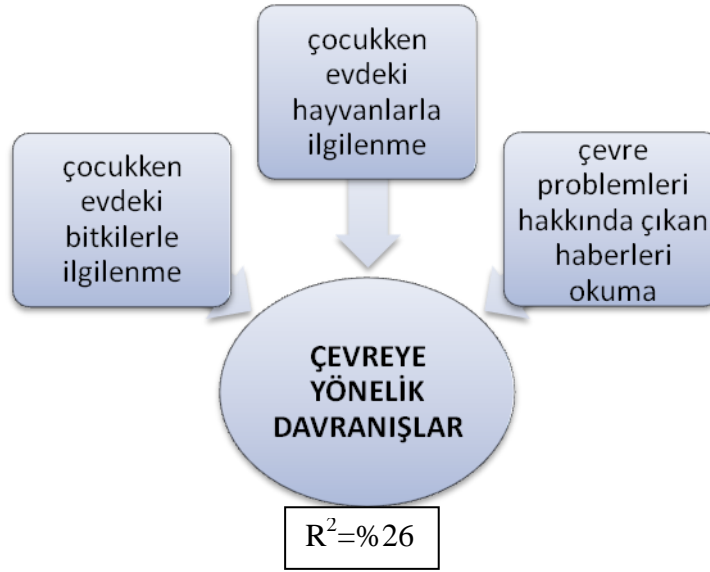 çocukken
evdeki
bitkilerle
ilgilenme
çocukken
evdeki
hayvanlarla
ilgilenme
çevre
problemleri
hakkında çıkan
haberleri
okuma
ÇEVREYE
YÖNELİK
DAVRANIŞLAR
R²=%26